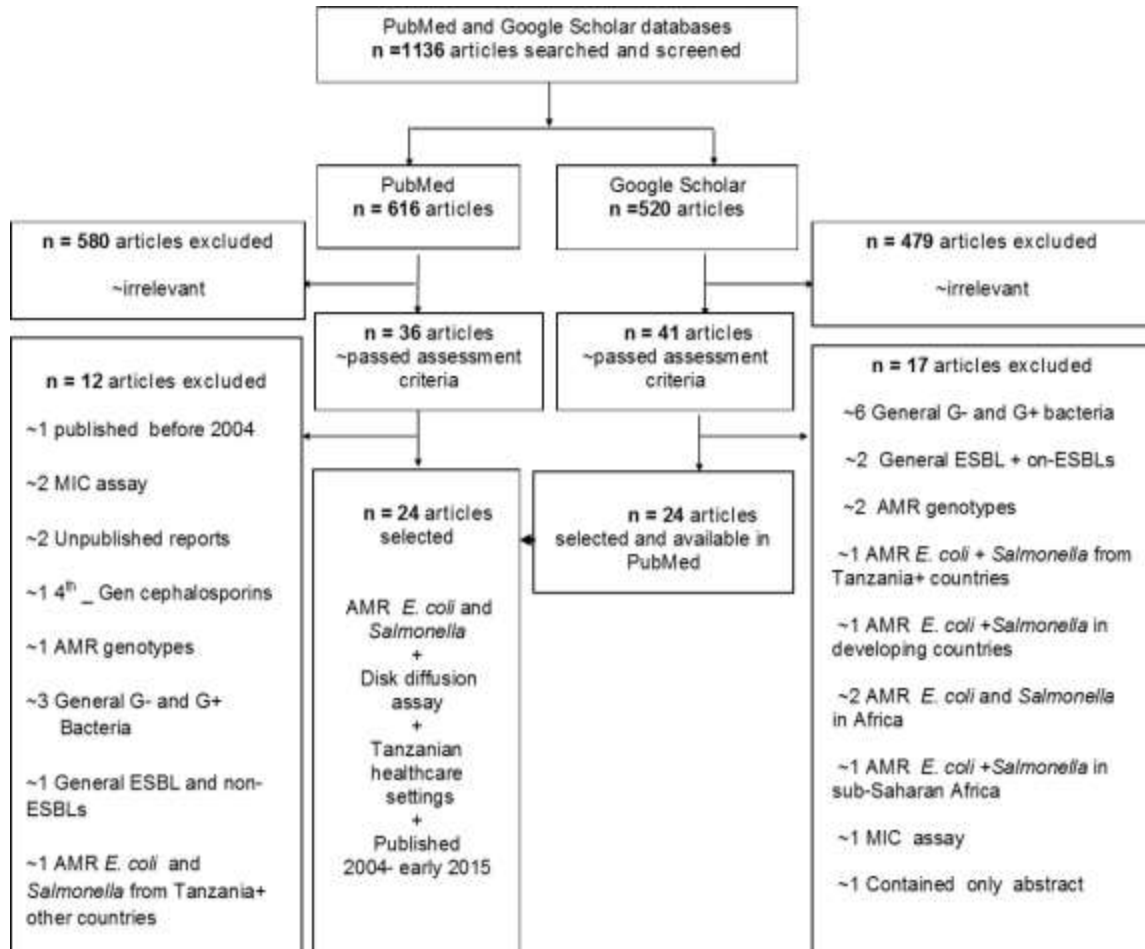 PubMed and Google Scholar databases
n =1136 articles searched and screened
PubMed
n = 616 articles
Google Scholar
n =520 articles
n = 580 articles excluded
~irrelevant
n = 479 articles excluded
~irrelevant
n = 36 articles
~passed assessment
criteria
n = 41 articles
~passed assessment
criteria
n = 12 articles excluded
~1 published before 2004
~2 MIC assay
~2 Unpublished reports
~1 4th _ Gen cephalosporins
~1 AMR genotypes
~3 General G- and G+
Bacteria
~1 General ESBL and non-
ESBLs
~1 AMR E. coli and
Salmonella from Tanzania+
other countries
n = 24 articles
selected
AMR E. coli and
Salmonella
+
Disk diffusion
assay
+
Tanzanian
healthcare
settings
+
Published
2004- early 2015
n = 24 articles
selected and available in
PubMed
n = 17 articles excluded
~6 General G- and G+ bacteria
~2 General ESBL + on-ESBLs
~2 AMR genotypes
~1 AMR E. coli + Salmonella from
Tanzania+ countries
~1 AMR E. coli +Salmonella in
developing countries
~2 AMR E. coli and Salmonella
in Africa
~1 AMR E. coli +Salmonella in
sub-Saharan Africa
~1 MIC assay
~1 Contained only abstract